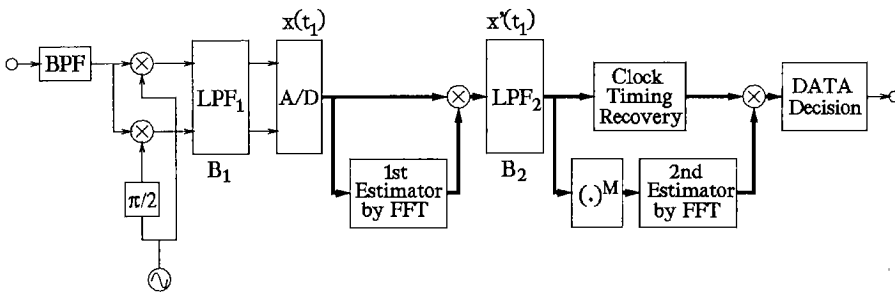 x(t1)
x'(t1)
BPF
LPF1
A/D
LPF2
Clock
Timing
Recovery
DATA
Decision
B1
1st
Estimator
by FFT
B2
(.)^M
2nd
Estimator
by FFT
π/2